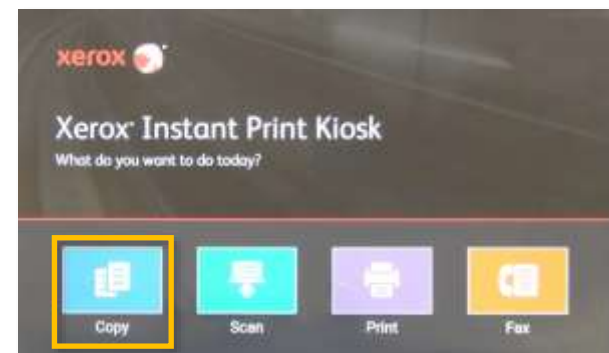 xerox
Xerox Instant Print Kiosk
What do you want to do today?
Copy
Scan
Print
Fax